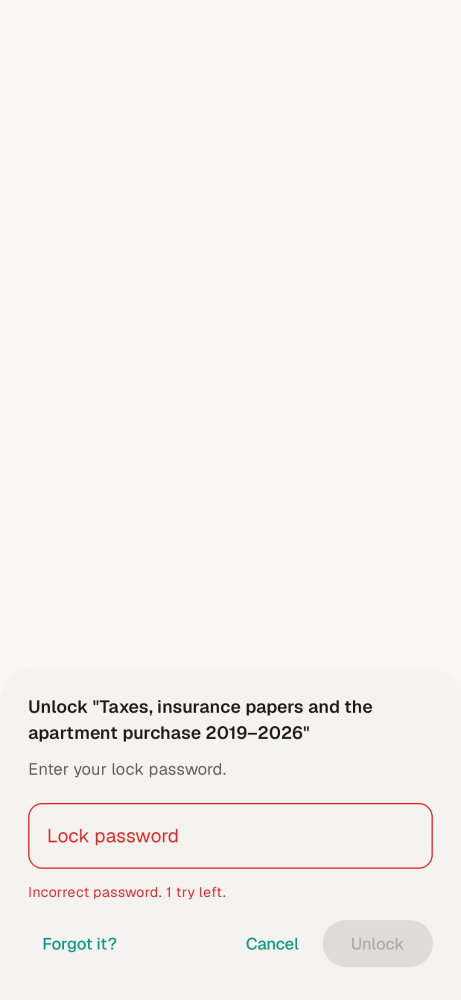 Unlock "Taxes, insurance papers and the
apartment purchase 2019–2026"
Enter your lock password.
Lock password
Incorrect password. 1 try left.
Forgot it?
Cancel
Unlock